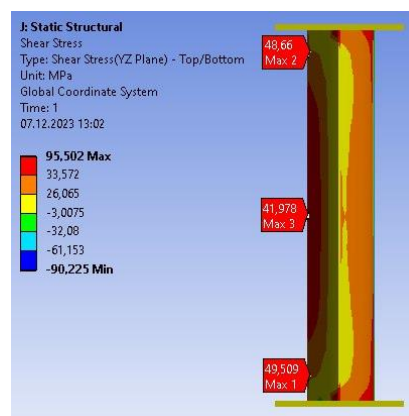 J: Static Structural
Shear Stress
Type: Shear Stress(YZ Plane) - Top/Bottom
Unit: MPa
Global Coordinate System
Time: 1
07.12.2023 13:02
95,502 Max
33,572
26,065
-3,0075
-32,08
-61,153
-90,225 Min
48,66
Max 2
41,978
Max 3
49,509
Max 1